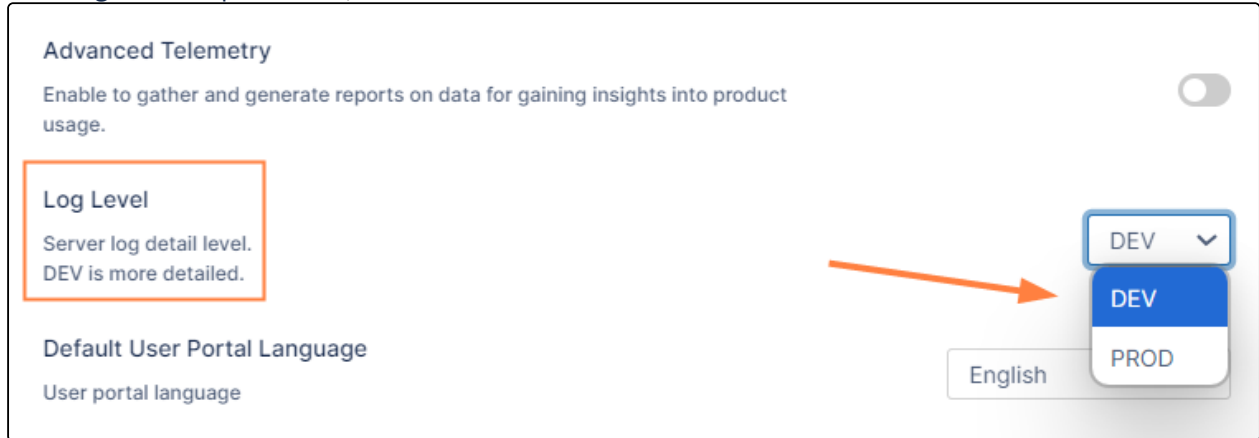 Advanced Telemetry
Enable to gather and generate reports on data for gaining insights into product
usage.
Log Level
Server log detail level.
DEV is more detailed.
DEV
DEV
PROD
Default User Portal Language
User portal language
English